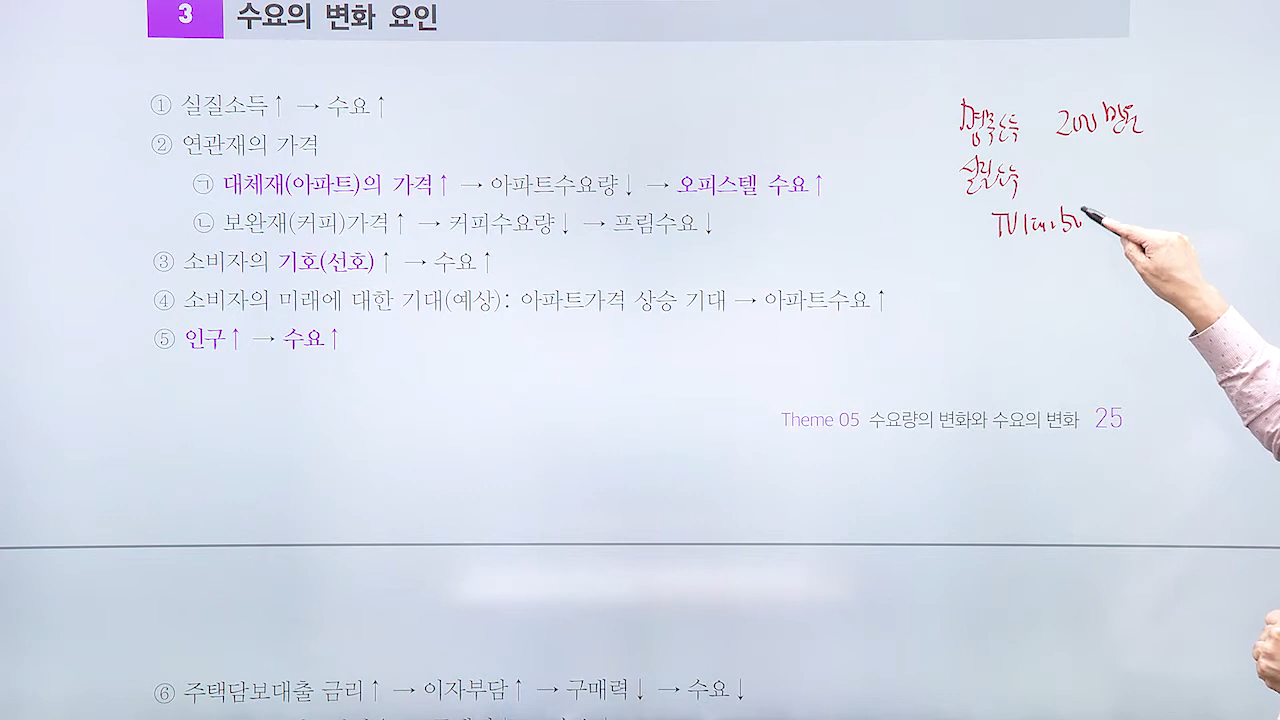 3 수요의 변화 요인
① 실질소득↑ → 수요↑
② 연관재의 가격
㉠ 대체재(아파트)의 가격↑ → 아파트수요량↓ → 오피스텔 수요↑
㉡ 보완재(커피)가격↑ → 커피수요량↓ → 프림수요↓
③ 소비자의 기호(선호)↑ → 수요↑
④ 소비자의 미래에 대한 기대(예상): 아파트가격 상승 기대 → 아파트수요↑
⑤ 인구↑ → 수요↑
명목소득 200만원
실질소득
TV 1대
Theme 05 수요량의 변화와 수요의 변화 25
⑥ 주택담보대출 금리↑ → 이자부담↑ → 구매력↓ → 수요↓